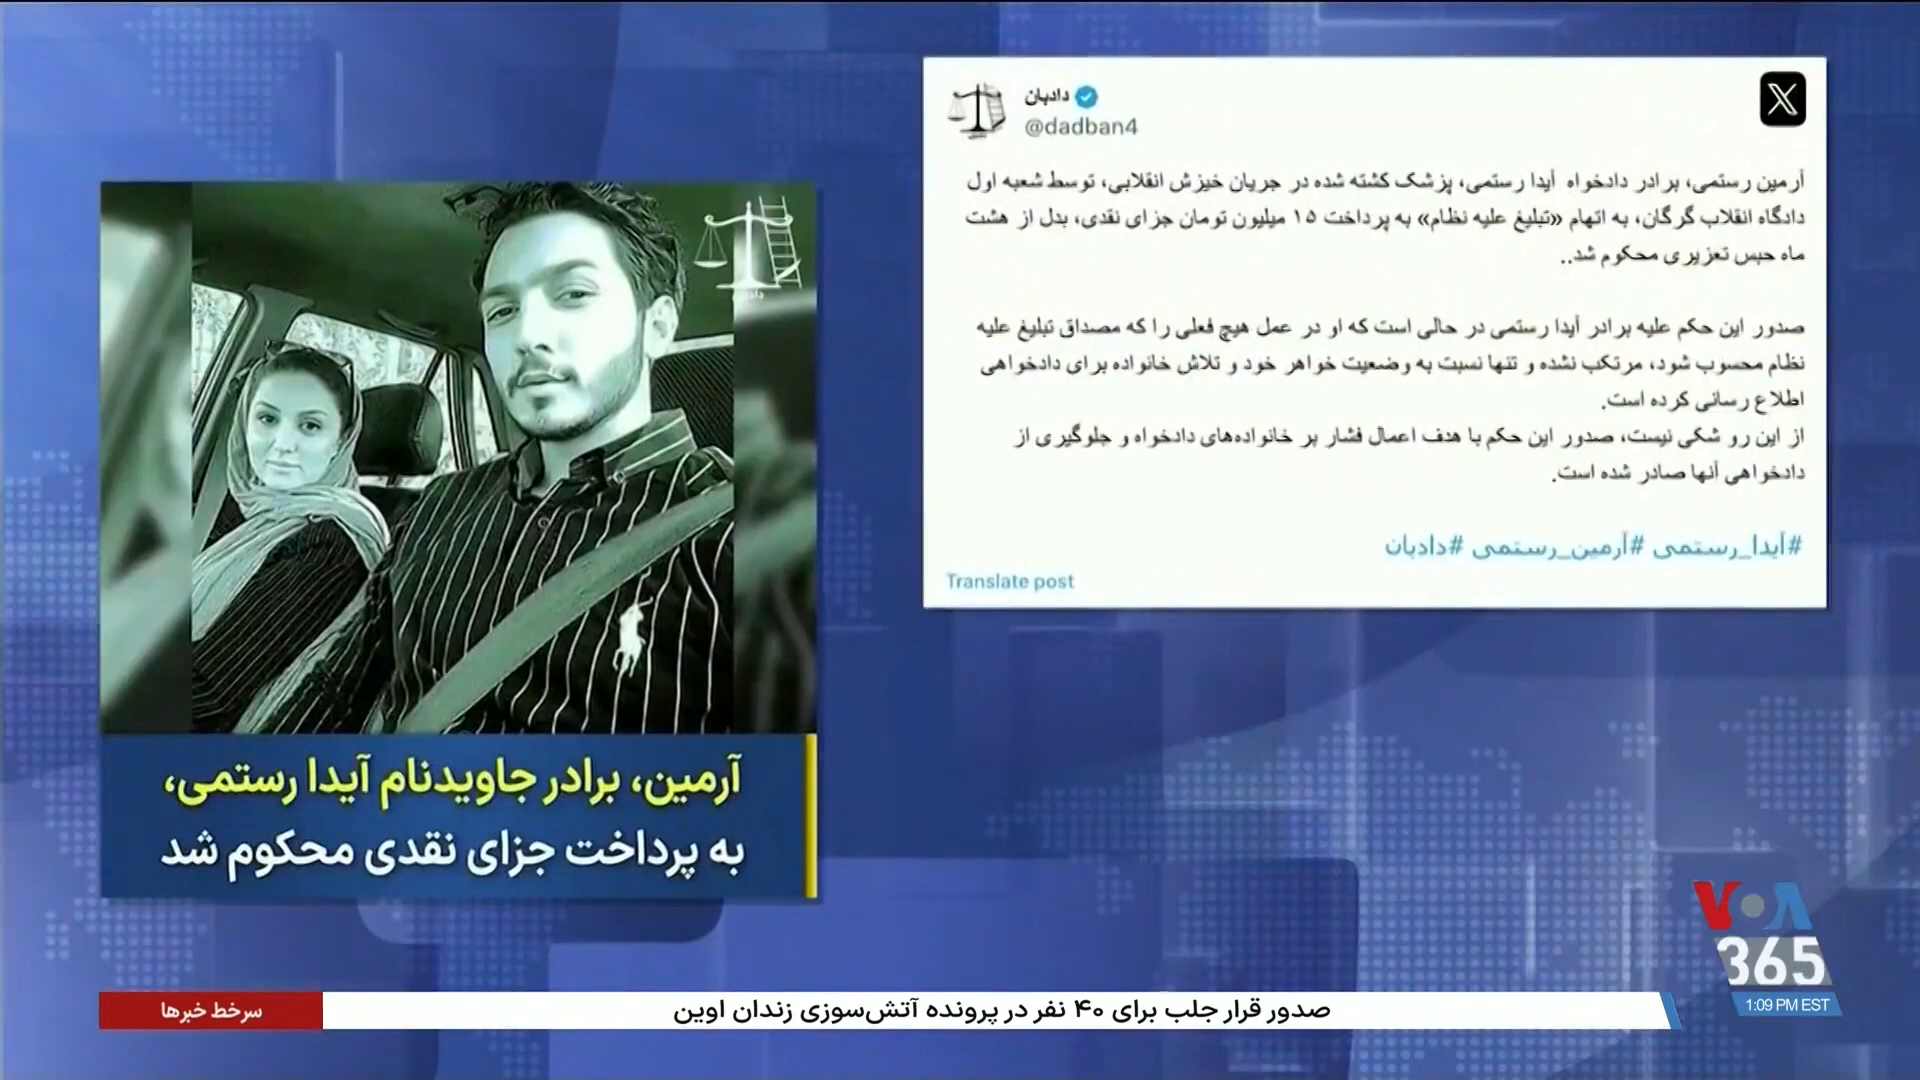 دادبان
@dadban4
آرمین رستمی، برادر دادخواه آیدا رستمی، پزشک کشته شده در جریان خیزش انقلابی، توسط شعبه اول
دادگاه انقلاب گرگان، به اتهام «تبلیغ علیه نظام» به پرداخت ۱۵ میلیون تومان جزای نقدی، بدل از هشت
ماه حبس تعزیری محکوم شد..
صدور این حکم علیه برادر آیدا رستمی در حالی است که او در عمل هیچ فعلی را که مصداق تبلیغ علیه
نظام محسوب شود، مرتکب نشده و تنها نسبت به وضعیت خواهر خود و تلاش خانواده برای دادخواهی
اطلاع رسانی کرده است.
از این رو شکی نیست، صدور این حکم با هدف اعمال فشار بر خانواده‌های دادخواه و جلوگیری از
دادخواهی آنها صادر شده است.
#آیدا_رستمی #آرمین_رستمی #دادبان
Translate post
دادبان
آرمین، برادر جاویدنام آیدا رستمی،
به پرداخت جزای نقدی محکوم شد
VOA
365
1:09 PM EST
سرخط خبرها
صدور قرار جلب برای ۴۰ نفر در پرونده آتش‌سوزی زندان اوین